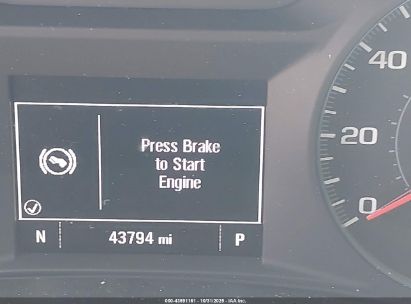 Press Brake
to Start
Engine
N 43794 mi P
40
20
0